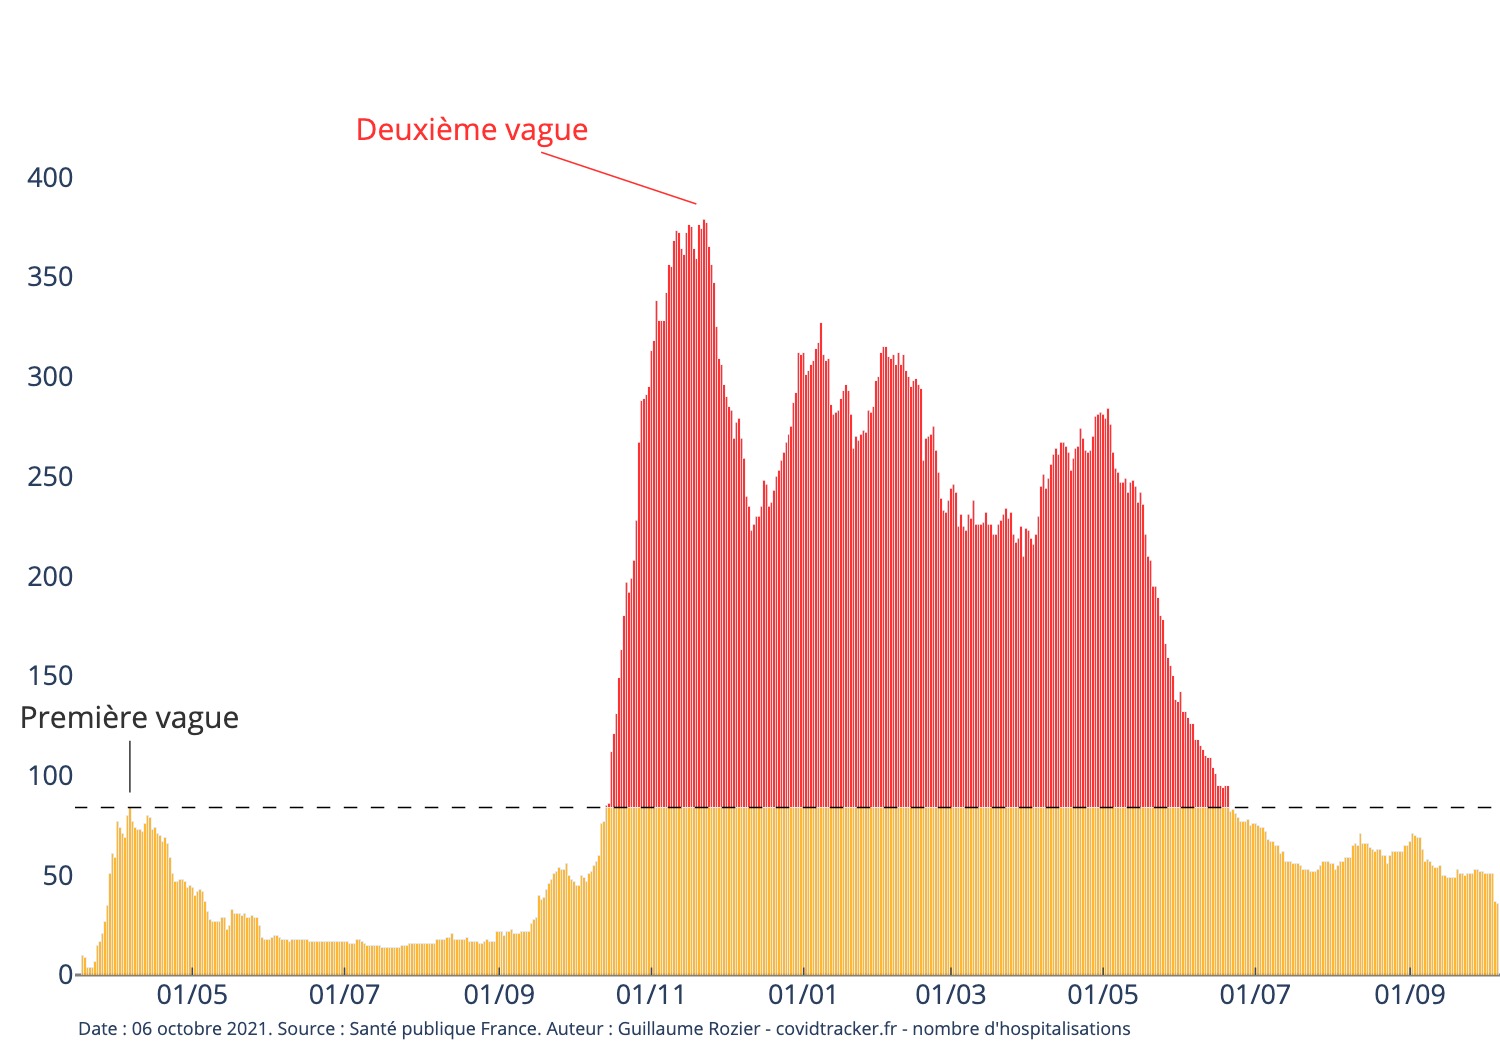 Deuxième vague
400
350
300
250
200
150
Première vague
100
50
0
01/05 01/07 01/09 01/11 01/01 01/03 01/05 01/07 01/09
Date : 06 octobre 2021. Source : Santé publique France. Auteur : Guillaume Rozier - covidtracker.fr - nombre d'hospitalisations